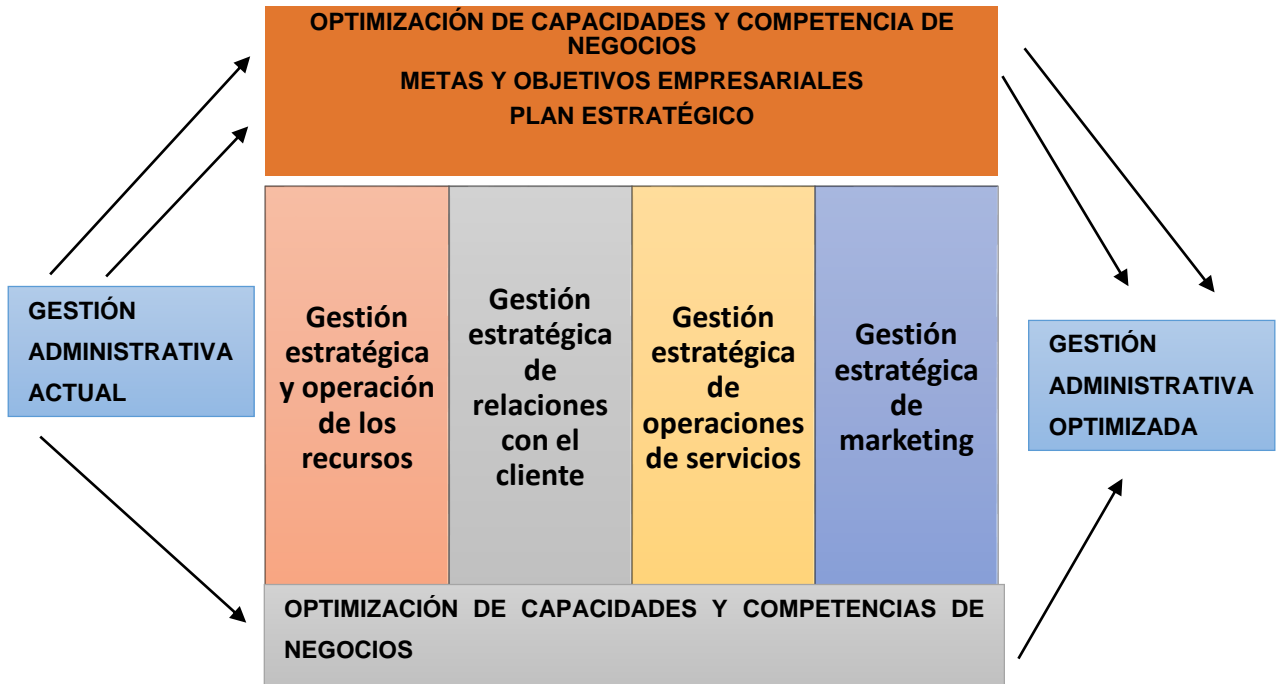 OPTIMIZACIÓN DE CAPACIDADES Y COMPETENCIA DE
NEGOCIOS
METAS Y OBJETIVOS EMPRESARIALES
PLAN ESTRATÉGICO
GESTIÓN
ADMINISTRATIVA
ACTUAL
Gestión
estratégica
y operación
de los
recursos
Gestión
estratégica
de
relaciones
con el
cliente
Gestión
estratégica
de
operaciones
de servicios
Gestión
estratégica
de
marketing
GESTIÓN
ADMINISTRATIVA
OPTIMIZADA
OPTIMIZACIÓN DE CAPACIDADES Y COMPETENCIAS DE
NEGOCIOS